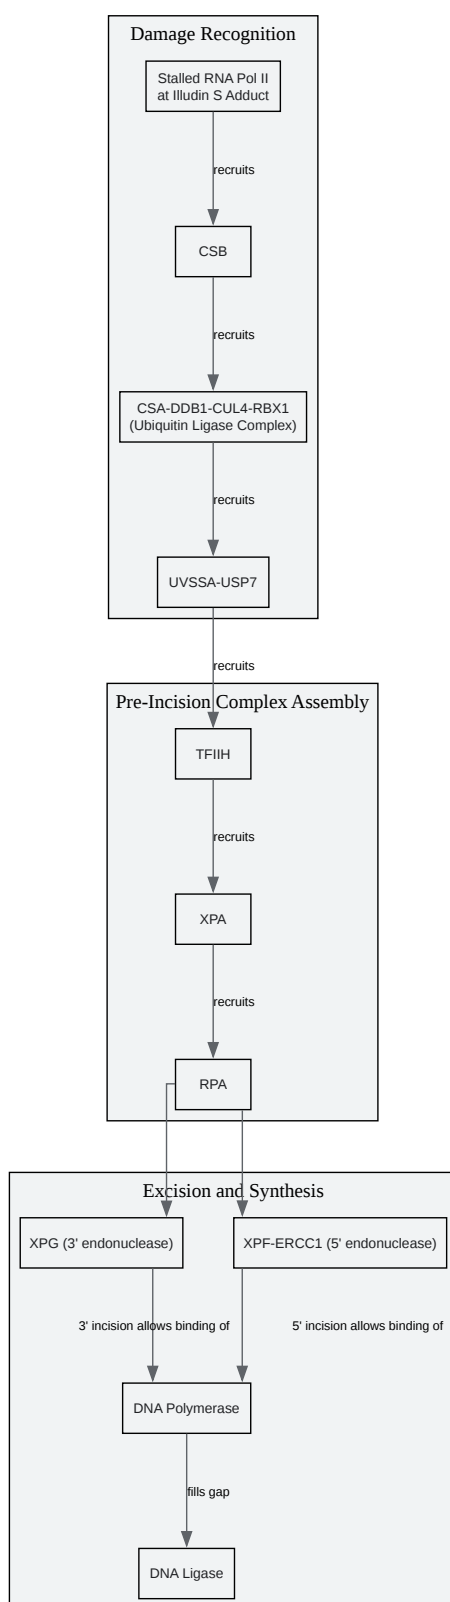 Damage Recognition
Stalled RNA Pol II
at Illudin S Adduct
recruits
CSB
recruits
CSA-DDB1-CUL4-RBX1
(Ubiquitin Ligase Complex)
recruits
UVSSA-USP7
recruits
Pre-Incision Complex Assembly
TFIIH
recruits
XPA
recruits
RPA
Excision and Synthesis
XPG (3' endonuclease)
XPF-ERCC1 (5' endonuclease)
3' incision allows binding of
5' incision allows binding of
DNA Polymerase
fills gap
DNA Ligase